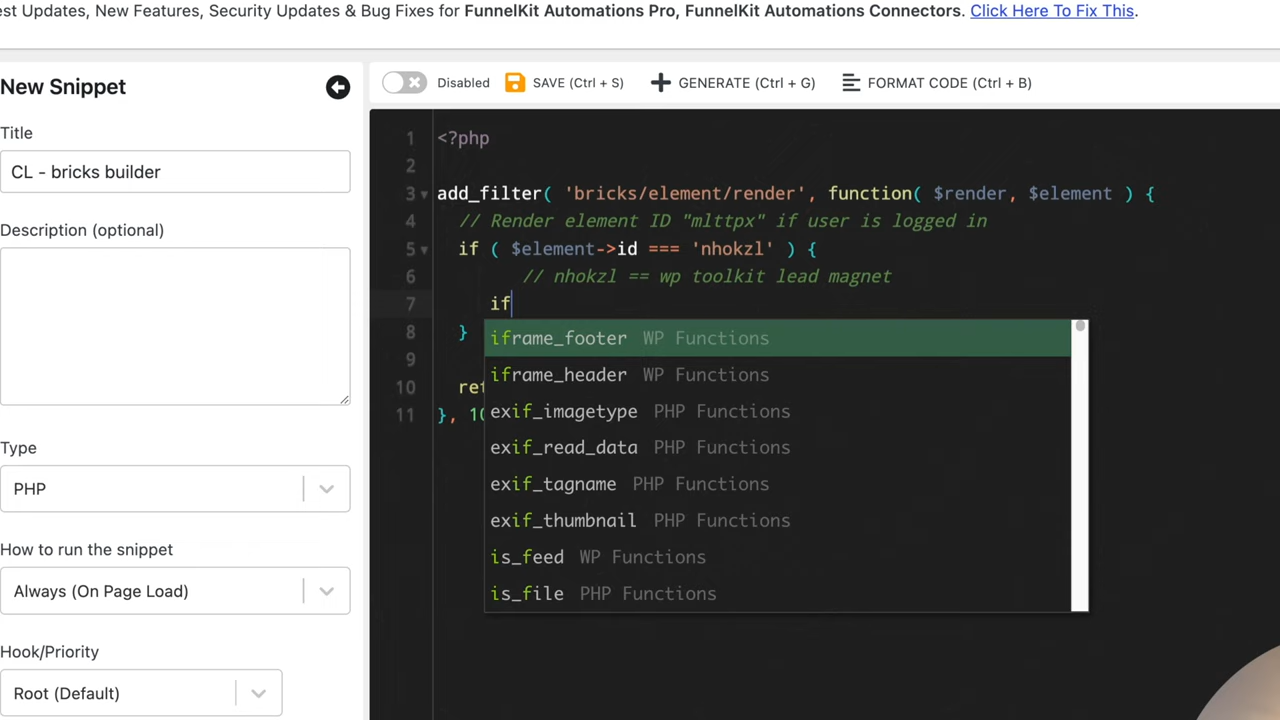 est Updates, New Features, Security Updates & Bug Fixes for FunnelKit Automations Pro, FunnelKit Automations Connectors. Click Here To Fix This.
New Snippet
Disabled
SAVE (Ctrl + S)
GENERATE (Ctrl + G)
FORMAT CODE (Ctrl + B)
Title
CL - bricks builder
Description (optional)
Type
PHP
How to run the snippet
Always (On Page Load)
Hook/Priority
Root (Default)
1 <?php
2
3 add_filter( 'bricks/element/render', function( $render, $element ) {
4 // Render element ID "mlttpx" if user is logged in
5 if ( $element->id === 'nhokzl' ) {
6 // nhokzl == wp toolkit lead magnet
7 if
8 }
9
10 ret
11 }, 10
iframe_footer WP Functions
iframe_header WP Functions
exif_imagetype PHP Functions
exif_read_data PHP Functions
exif_tagname PHP Functions
exif_thumbnail PHP Functions
is_feed WP Functions
is_file PHP Functions